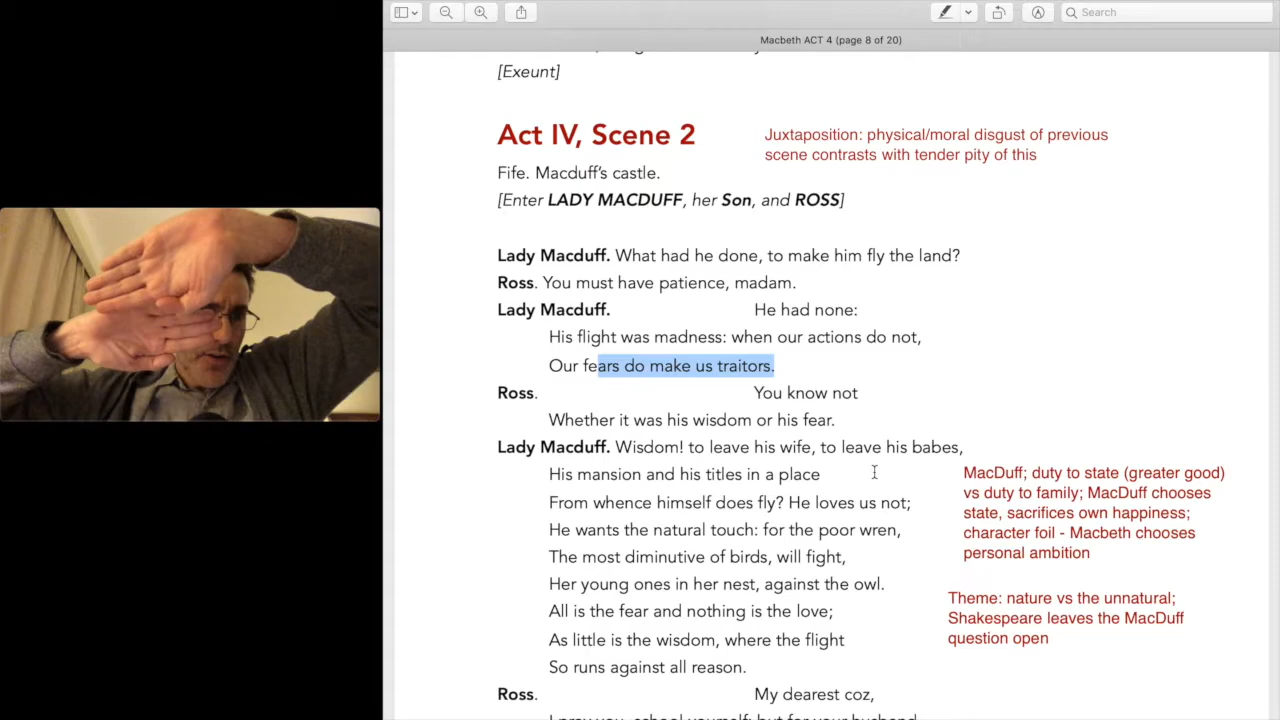 Search
Macbeth ACT 4 (page 8 of 20)
[Exeunt]
Act IV, Scene 2
Juxtaposition: physical/moral disgust of previous
scene contrasts with tender pity of this
Fife. Macduff's castle.
[Enter LADY MACDUFF, her Son, and ROSS]
Lady Macduff. What had he done, to make him fly the land?
Ross. You must have patience, madam.
Lady Macduff. He had none:
His flight was madness: when our actions do not,
Our fears do make us traitors.
Ross. You know not
Whether it was his wisdom or his fear.
Lady Macduff. Wisdom! to leave his wife, to leave his babes,
His mansion and his titles in a place
From whence himself does fly? He loves us not;
He wants the natural touch: for the poor wren,
The most diminutive of birds, will fight,
Her young ones in her nest, against the owl.
All is the fear and nothing is the love;
As little is the wisdom, where the flight
So runs against all reason.
MacDuff; duty to state (greater good)
vs duty to family; MacDuff chooses
state, sacrifices own happiness;
character foil - Macbeth chooses
personal ambition
Theme: nature vs the unnatural;
Shakespeare leaves the MacDuff
question open
Ross. My dearest coz,